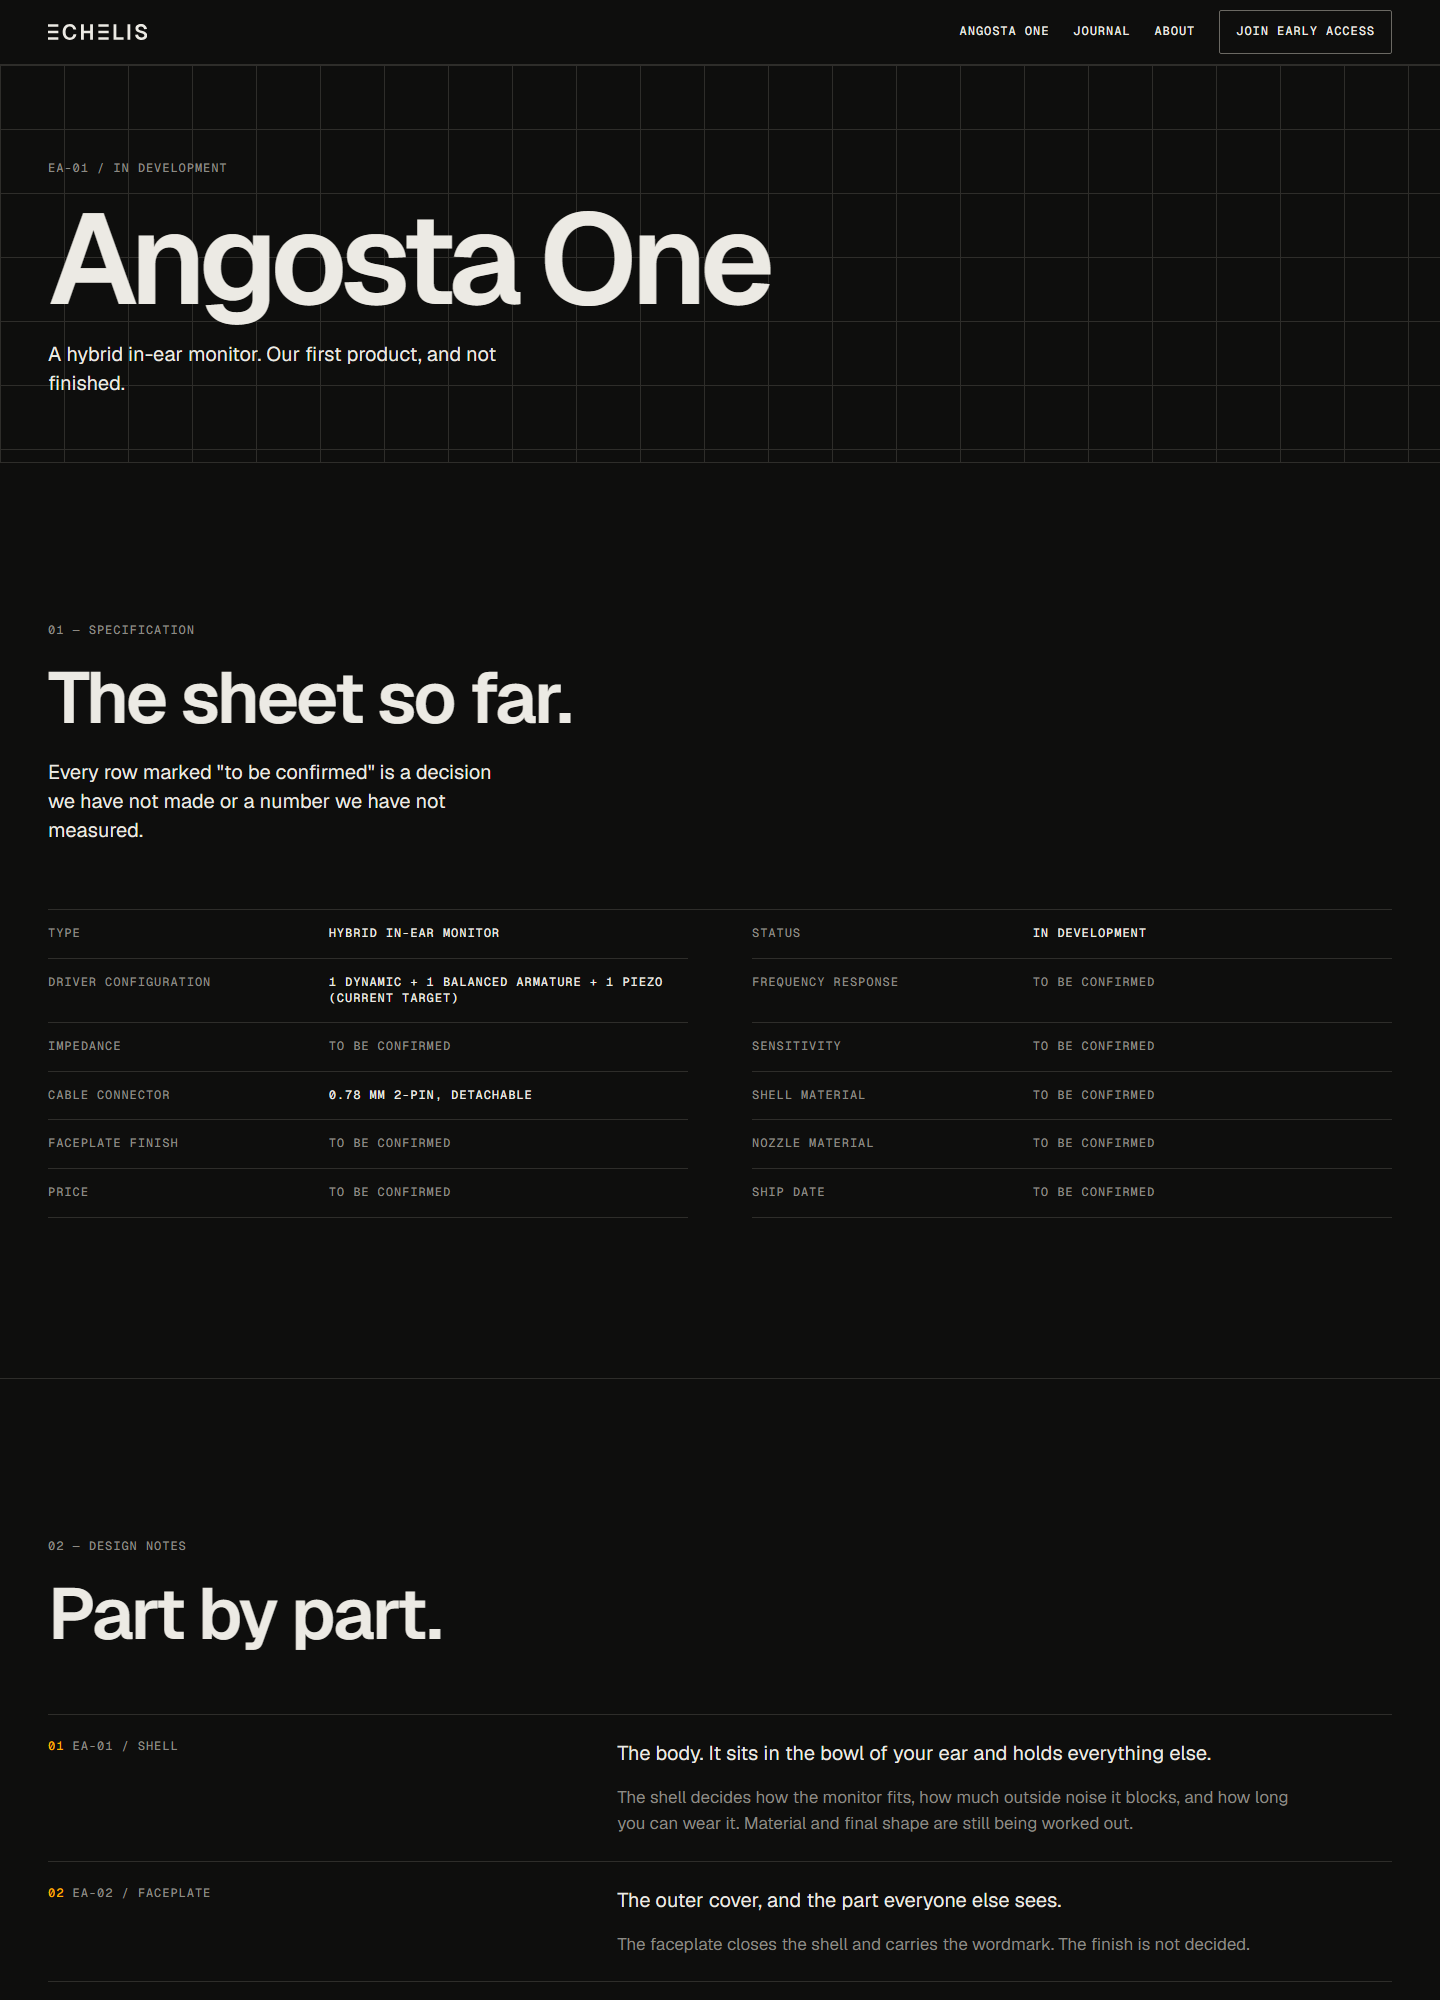 ECHELIS
ANGOSTA ONE
JOURNAL
ABOUT
JOIN EARLY ACCESS
EA-01 / IN DEVELOPMENT
Angosta One
A hybrid in-ear monitor. Our first product, and not
finished.
01 — SPECIFICATION
The sheet so far.
Every row marked "to be confirmed" is a decision
we have not made or a number we have not
measured.
TYPE
HYBRID IN-EAR MONITOR
STATUS
IN DEVELOPMENT
DRIVER CONFIGURATION
1 DYNAMIC + 1 BALANCED ARMATURE + 1 PIEZO
(CURRENT TARGET)
FREQUENCY RESPONSE
TO BE CONFIRMED
IMPEDANCE
TO BE CONFIRMED
SENSITIVITY
TO BE CONFIRMED
CABLE CONNECTOR
0.78 MM 2-PIN, DETACHABLE
SHELL MATERIAL
TO BE CONFIRMED
FACEPLATE FINISH
TO BE CONFIRMED
NOZZLE MATERIAL
TO BE CONFIRMED
PRICE
TO BE CONFIRMED
SHIP DATE
TO BE CONFIRMED
02 — DESIGN NOTES
Part by part.
01 EA-01 / SHELL
The body. It sits in the bowl of your ear and holds everything else.
The shell decides how the monitor fits, how much outside noise it blocks, and how long
you can wear it. Material and final shape are still being worked out.
02 EA-02 / FACEPLATE
The outer cover, and the part everyone else sees.
The faceplate closes the shell and carries the wordmark. The finish is not decided.